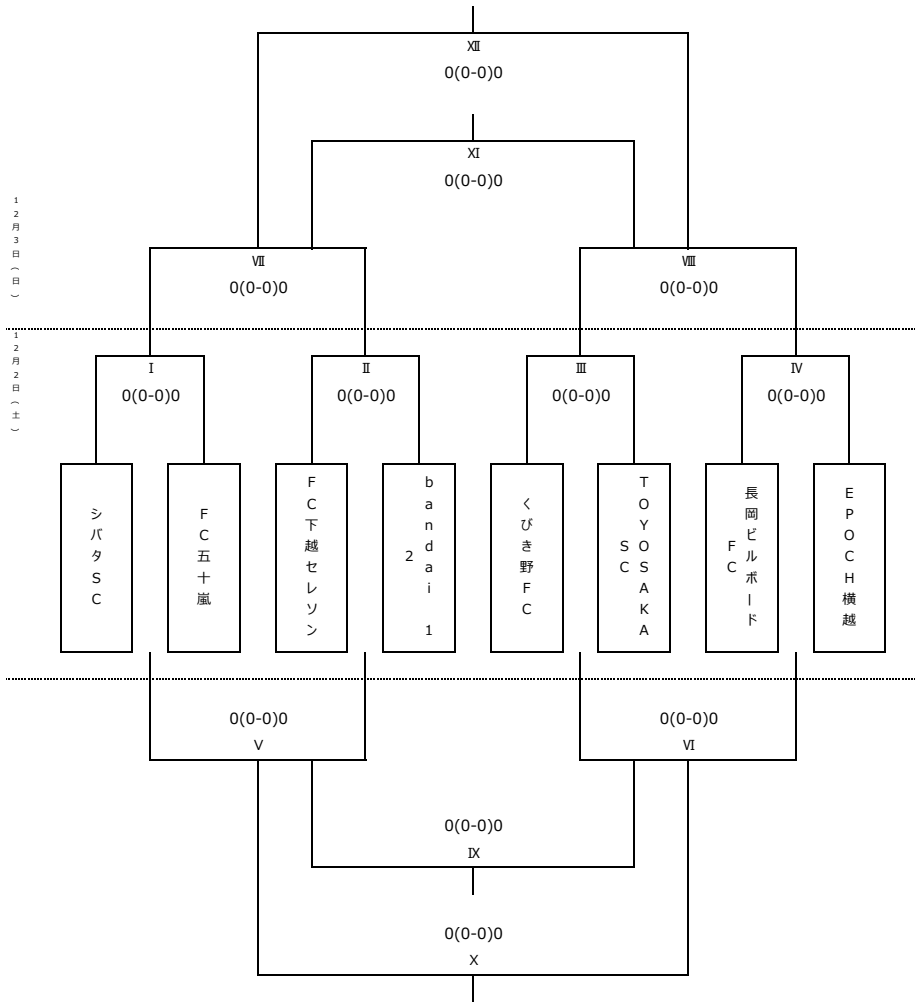 Ⅻ
0(0-0)0
Ⅺ
0(0-0)0
12月3日(日)
Ⅶ
0(0-0)0
Ⅷ
0(0-0)0
12月2日(土)
Ⅰ
0(0-0)0
Ⅱ
0(0-0)0
Ⅲ
0(0-0)0
Ⅳ
0(0-0)0
シバタSC
FC五十嵐
FC下越セレソン
bandai 1
2
くびき野FC
TOYOSAKA
SC
長岡ビルボード
FC
EPOCH横越
0(0-0)0
Ⅴ
0(0-0)0
Ⅵ
0(0-0)0
Ⅸ
0(0-0)0
Ⅹ